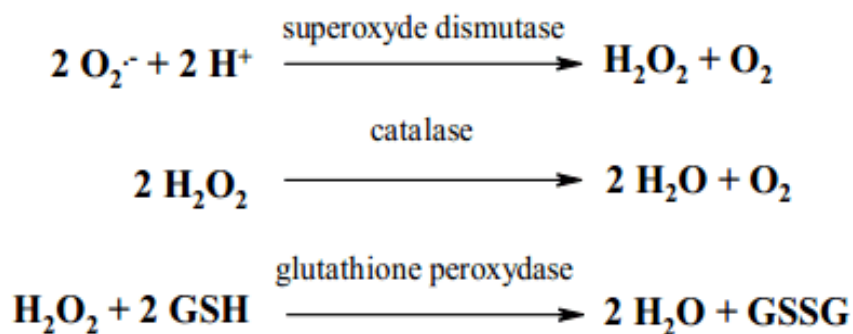 superoxyde dismutase
2 O₂·⁻ + 2 H⁺ ⟶ H₂O₂ + O₂
catalase
2 H₂O₂ ⟶ 2 H₂O + O₂
glutathione peroxydase
H₂O₂ + 2 GSH ⟶ 2 H₂O + GSSG